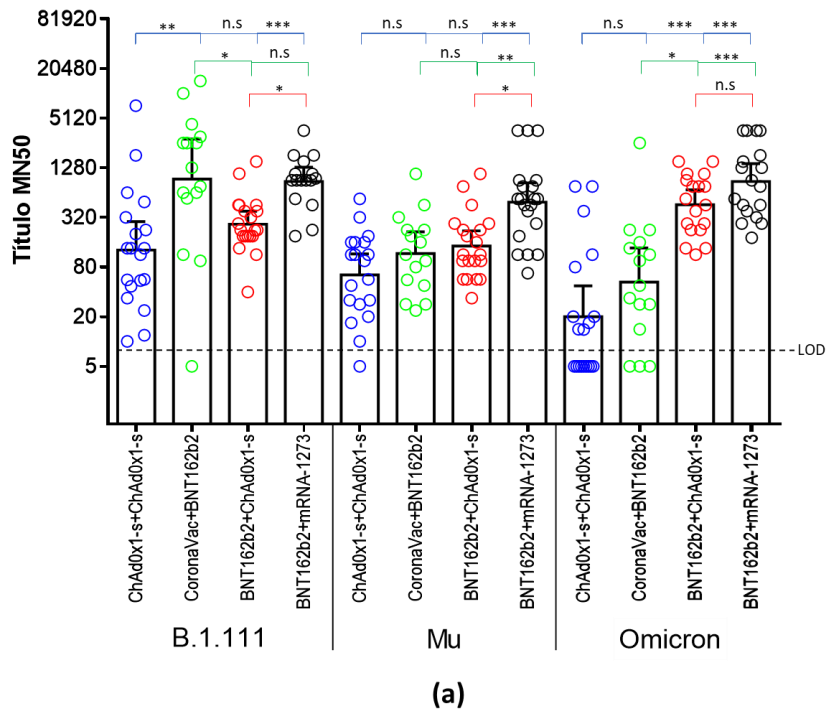 ** n.s n.s *** n.s n.s *** n.s *** ***
* n.s n.s ** * ***
* * n.s
Título MN50
81920
20480
5120
1280
320
80
20
5
LOD
ChAd0x1-s+ChAd0x1-s
CoronaVac+BNT162b2
BNT162b2+ChAd0x1-s
BNT162b2+mRNA-1273
ChAd0x1-s+ChAd0x1-s
CoronaVac+BNT162b2
BNT162b2+ChAd0x1-s
BNT162b2+mRNA-1273
ChAd0x1-s+ChAd0x1-s
CoronaVac+BNT162b2
BNT162b2+ChAd0x1-s
BNT162b2+mRNA-1273
B.1.111 Mu Omicron
(a)